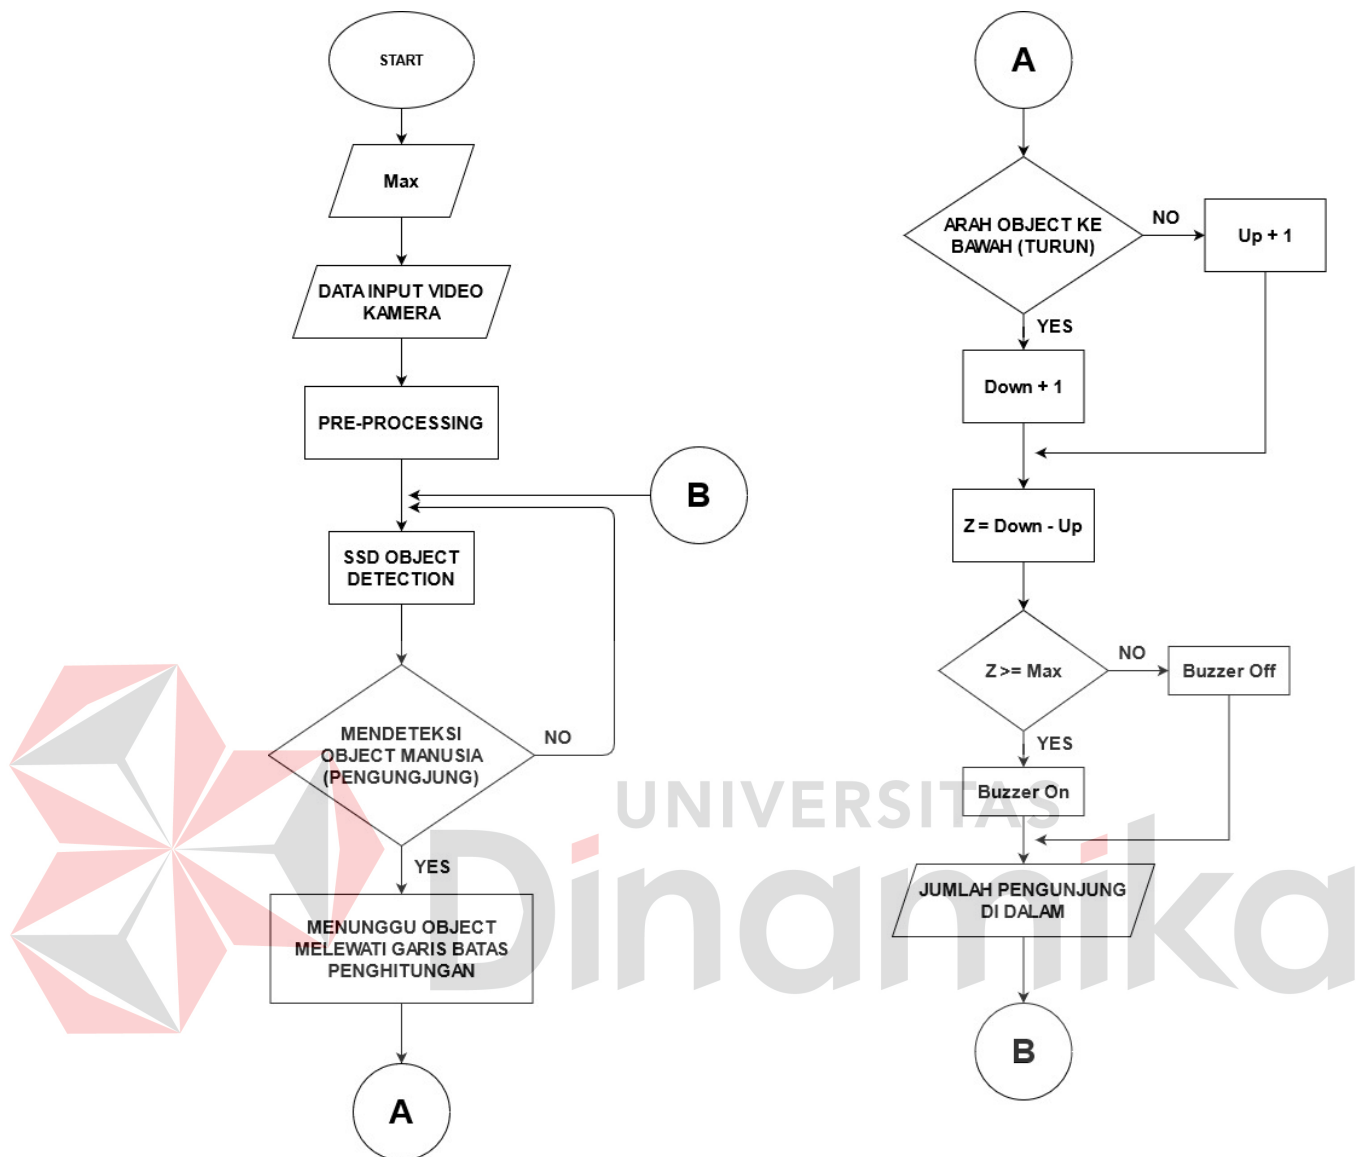 START
Max
DATA INPUT VIDEO
KAMERA
PRE-PROCESSING
B
SSD OBJECT
DETECTION
MENDETEKSI
OBJECT MANUSIA
(PENGUNGJUNG)
NO
YES
MENUNGGU OBJECT
MELEWATI GARIS BATAS
PENGHITUNGAN
A
A
ARAH OBJECT KE
BAWAH (TURUN)
NO
Up + 1
YES
Down + 1
Z = Down - Up
Z >= Max
NO
Buzzer Off
YES
Buzzer On
JUMLAH PENGUNJUNG
DI DALAM
B
UNIVERSITAS
Dinamika